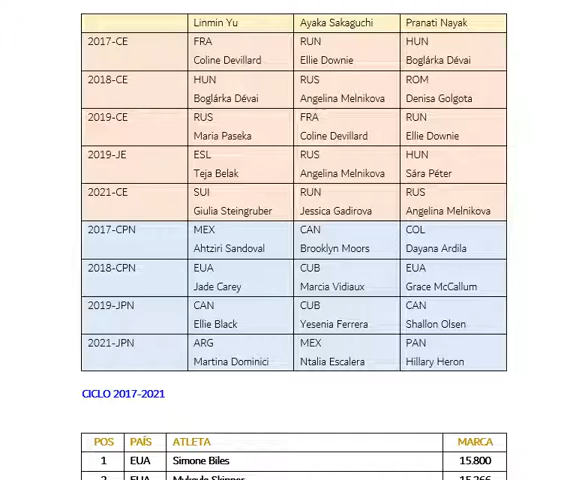 Linmin Yu Ayaka Sakaguchi Pranati Nayak
2017-CE FRA RUN HUN
Coline Devillard Ellie Downie Boglárka Dévai
2018-CE HUN RUS ROM
Boglárka Dévai Angelina Melnikova Denisa Golgota
2019-CE RUS FRA RUN
Maria Paseka Coline Devillard Ellie Downie
2019-JE ESL RUS HUN
Teja Belak Angelina Melnikova Sára Péter
2021-CE SUI RUN RUS
Giulia Steingruber Jessica Gadirova Angelina Melnikova
2017-CPN MEX CAN COL
Ahtziri Sandoval Brooklyn Moors Dayana Ardila
2018-CPN EUA CUB EUA
Jade Carey Marcia Vidiaux Grace McCallum
2019-JPN CAN CUB CAN
Ellie Black Yesenia Ferrera Shallon Olsen
2021-JPN ARG MEX PAN
Martina Dominici Ntalia Escalera Hillary Heron
CICLO 2017-2021
POS PAÍS ATLETA MARCA
1 EUA Simone Biles 15.800
2 EUA Mykayla Skinner 15.266